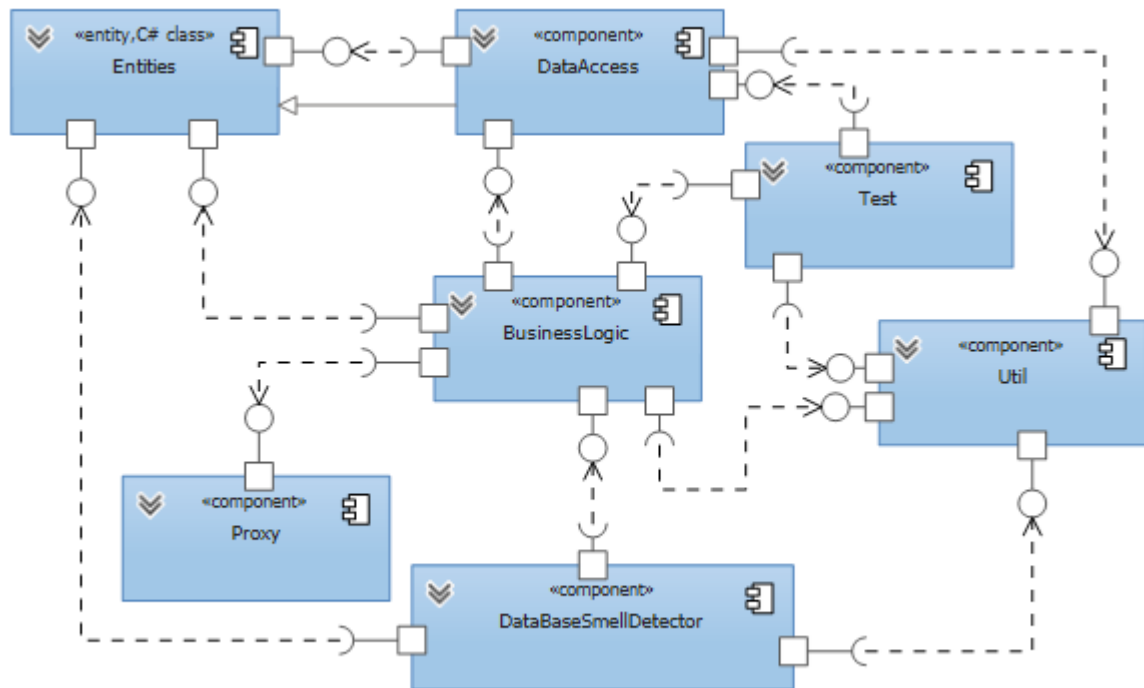 «entity,C# class»
Entities
«component»
DataAccess
«component»
Test
«component»
BusinessLogic
«component»
Util
«component»
Proxy
«component»
DataBaseSmellDetector